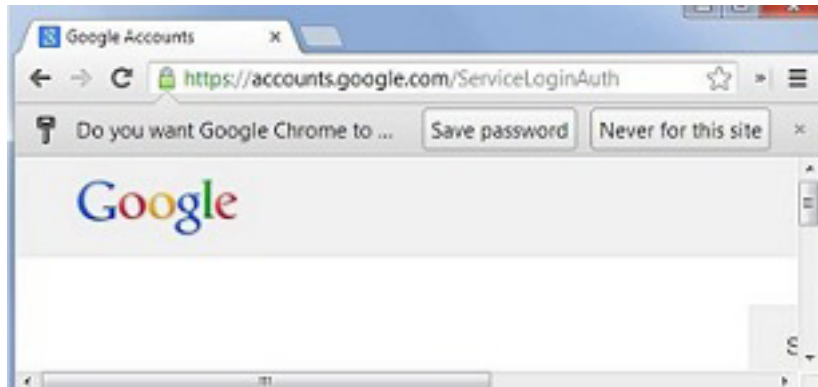 Google Accounts
https://accounts.google.com/ServiceLoginAuth
Do you want Google Chrome to ... Save password Never for this site
Google
S